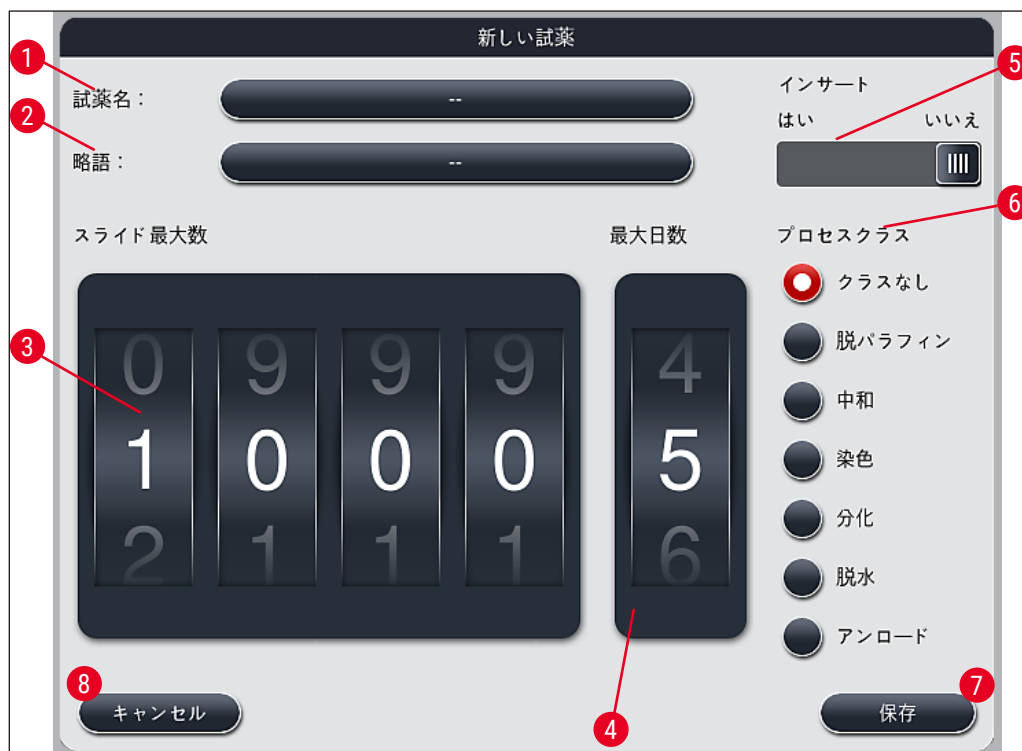 新しい試薬
1
試薬名：
--
2
略語：
--
インサート
5
はい
いいえ
6
スライド最大数
最大日数
プロセスクラス
クラスなし
脱パラフィン
中和
染色
分化
脱水
アンロード
3
0 9 9 9
1 0 0 0
2 1 1 1
4
5
6
4
8
キャンセル
7
保存